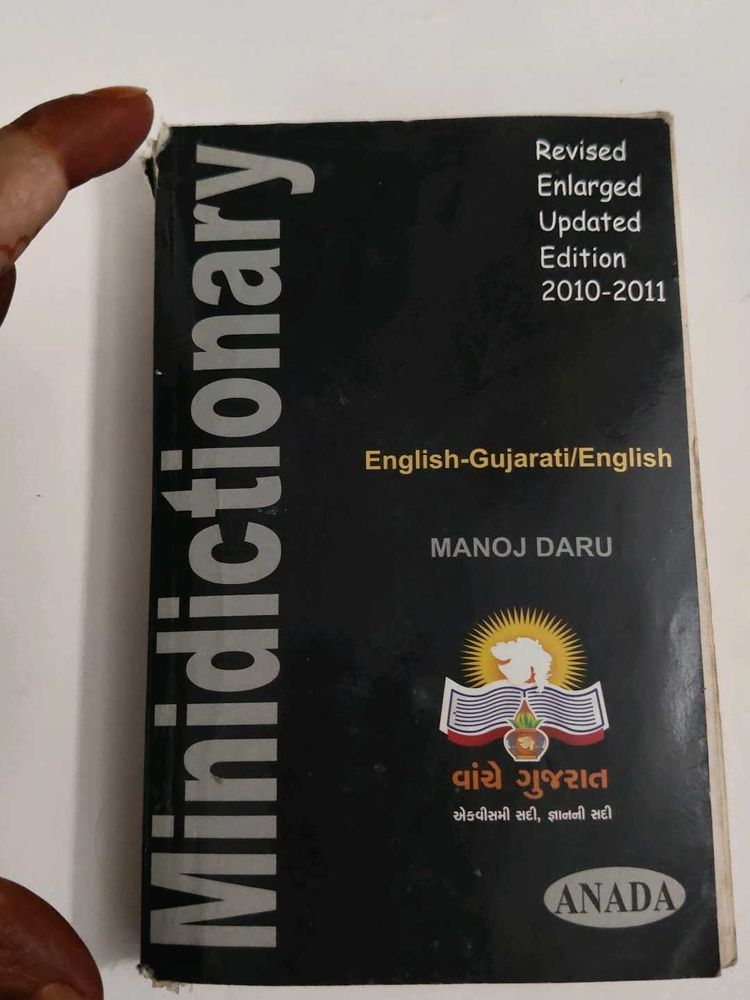 Minidictionary
Revised
Enlarged
Updated
Edition
2010-2011
English-Gujarati/English
MANOJ DARU
વાંચે ગુજરાત
એકવીસમી સદી, જ્ઞાનની સદી
ANADA